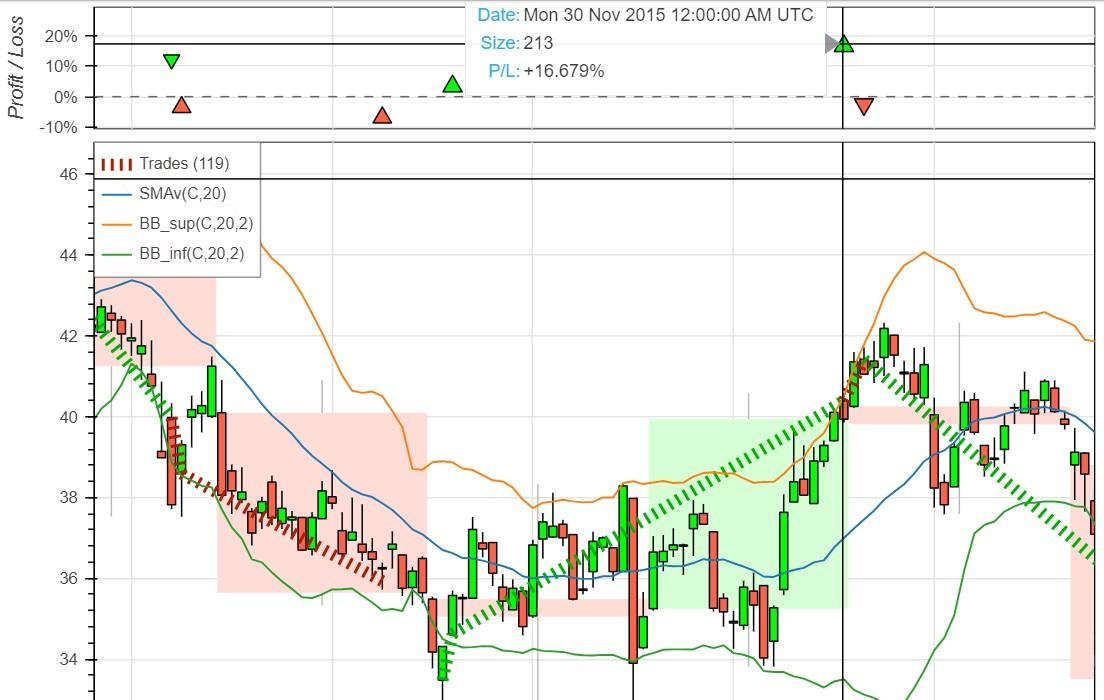 Date: Mon 30 Nov 2015 12:00:00 AM UTC
Size: 213
P/L: +16.679%
Profit / Loss
20%
10%
0%
-10%
Trades (119)
SMAv(C,20)
BB_sup(C,20,2)
BB_inf(C,20,2)
46
44
42
40
38
36
34